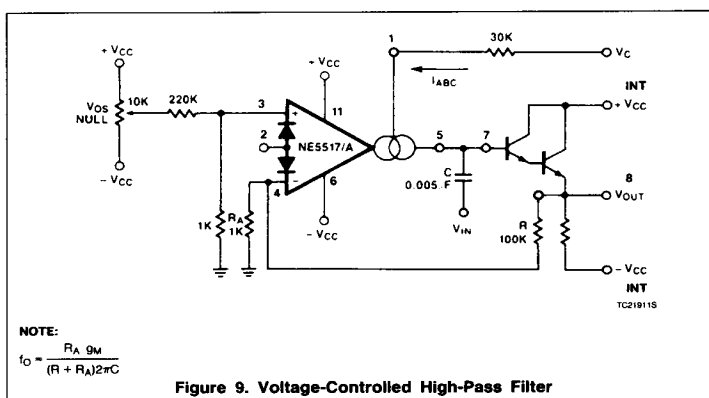 + VCC
VOS
NULL
10K
220K
- VCC
1K
RA
1K
3
2
4
+
-
NE5517/A
+ VCC
11
6
- VCC
1
30K
VC
IABC
INT
+ VCC
5
7
C
0.005 F
VIN
8
VOUT
R
100K
- VCC
INT
TC21911S
NOTE:
fO = RA gM
(R + RA)2πC
Figure 9. Voltage-Controlled High-Pass Filter